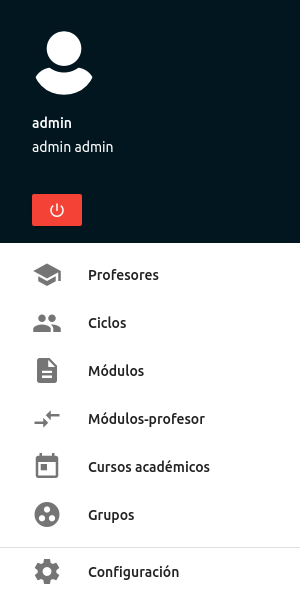 admin
admin admin
Profesores
Ciclos
Módulos
Módulos-profesor
Cursos académicos
Grupos
Configuración